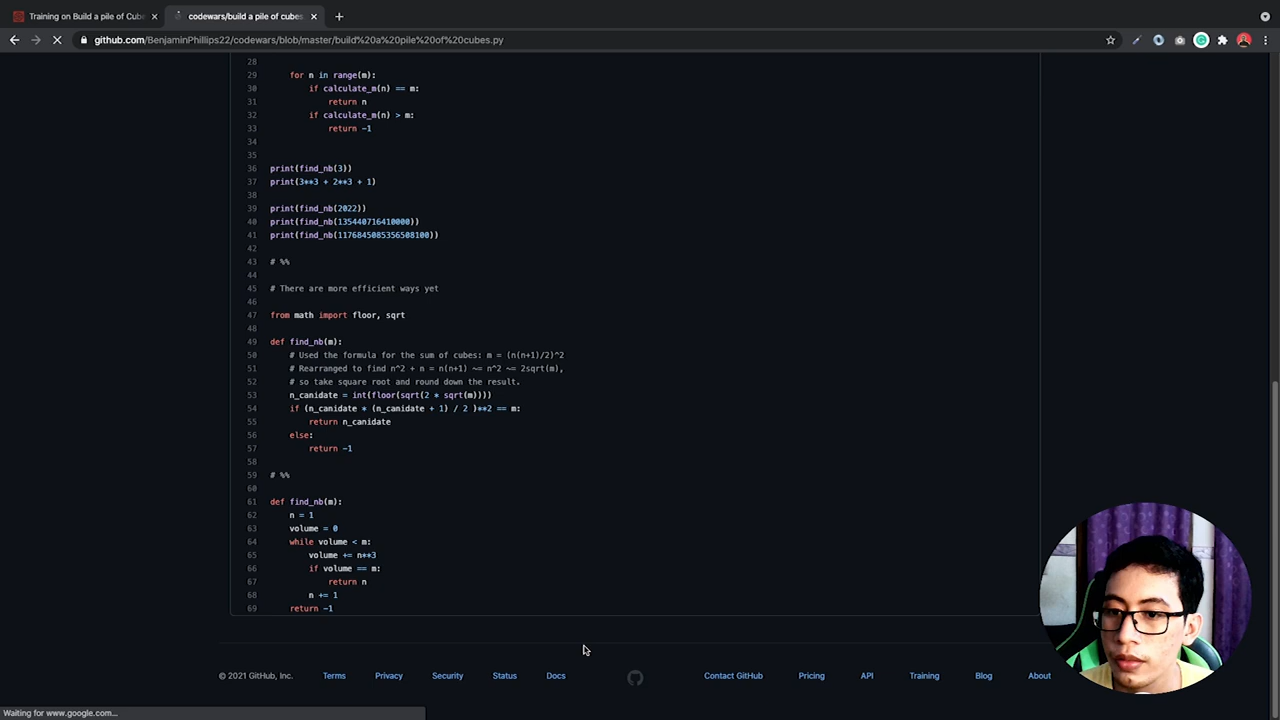 Training on Build a pile of Cube
codewars/build a pile of cubes.
github.com/BenjaminPhillips22/codewars/blob/master/build%20a%20pile%20of%20cubes.py
28
29 for n in range(m):
30 if calculate_m(n) == m:
31 return n
32 if calculate_m(n) > m:
33 return -1
34
35
36 print(find_nb(3))
37 print(3**3 + 2**3 + 1)
38
39 print(find_nb(2022))
40 print(find_nb(135440716410000))
41 print(find_nb(1176845085356508100))
42
43 # %%
44
45 # There are more efficient ways yet
46
47 from math import floor, sqrt
48
49 def find_nb(m):
50 # Used the formula for the sum of cubes: m = (n(n+1)/2)^2
51 # Rearranged to find n^2 + n = n(n+1) ~= n^2 ~= 2sqrt(m),
52 # so take square root and round down the result.
53 n_canidate = int(floor(sqrt(2 * sqrt(m))))
54 if (n_canidate * (n_canidate + 1) / 2 )**2 == m:
55 return n_canidate
56 else:
57 return -1
58
59 # %%
60
61 def find_nb(m):
62 n = 1
63 volume = 0
64 while volume < m:
65 volume += n**3
66 if volume == m:
67 return n
68 n += 1
69 return -1
© 2021 GitHub, Inc. Terms Privacy Security Status Docs Contact GitHub Pricing API Training Blog About
Waiting for www.google.com...